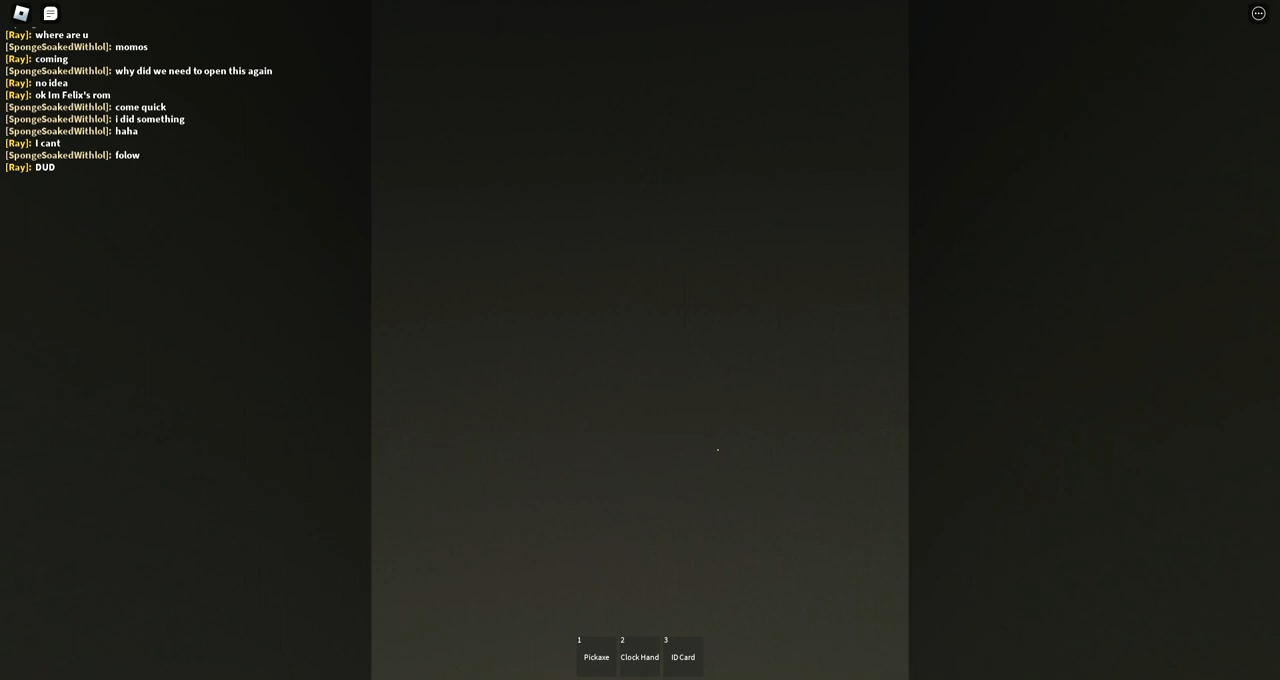 [Ray]: where are u
[SpongeSoakedWithlol]: momos
[Ray]: coming
[SpongeSoakedWithlol]: why did we need to open this again
[Ray]: no idea
[Ray]: ok Im Felix's rom
[SpongeSoakedWithlol]: come quick
[SpongeSoakedWithlol]: i did something
[SpongeSoakedWithlol]: haha
[Ray]: I cant
[SpongeSoakedWithlol]: folow
[Ray]: DUD
1 2 3
Pickaxe Clock Hand ID Card